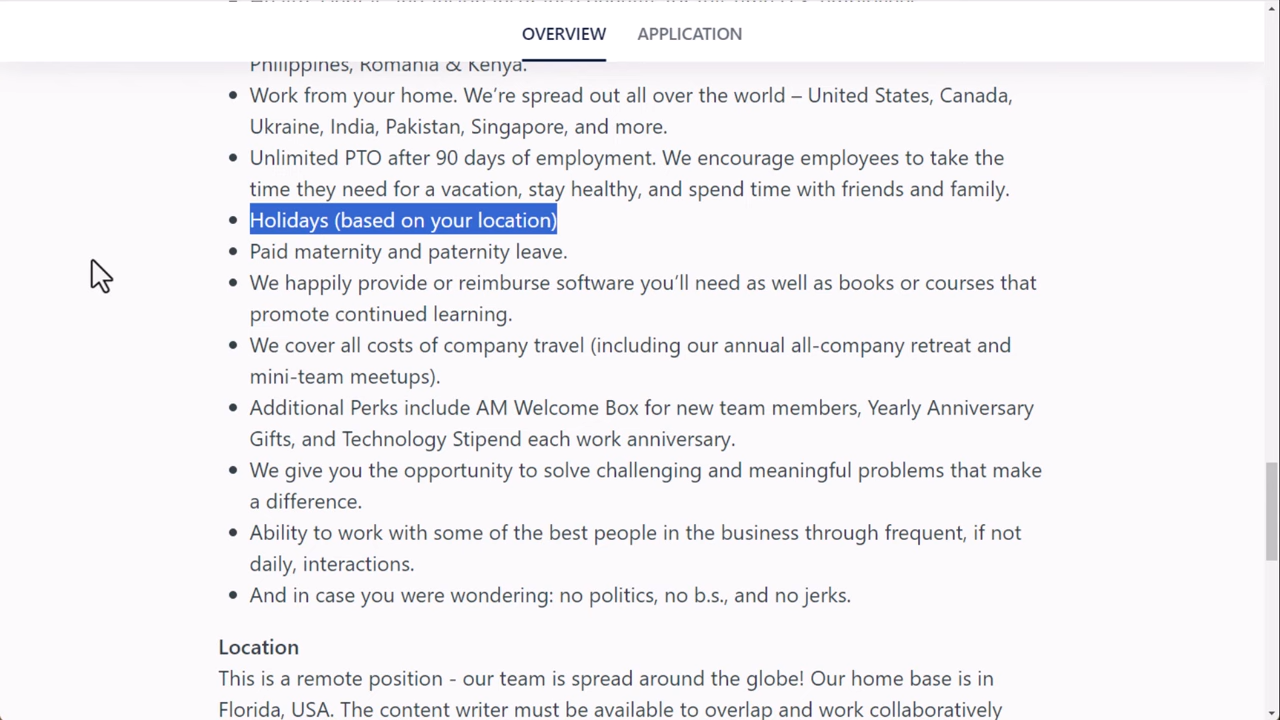 OVERVIEW APPLICATION
Philippines, Romania & Kenya.
Work from your home. We’re spread out all over the world – United States, Canada,
Ukraine, India, Pakistan, Singapore, and more.
Unlimited PTO after 90 days of employment. We encourage employees to take the
time they need for a vacation, stay healthy, and spend time with friends and family.
Holidays (based on your location)
Paid maternity and paternity leave.
We happily provide or reimburse software you’ll need as well as books or courses that
promote continued learning.
We cover all costs of company travel (including our annual all-company retreat and
mini-team meetups).
Additional Perks include AM Welcome Box for new team members, Yearly Anniversary
Gifts, and Technology Stipend each work anniversary.
We give you the opportunity to solve challenging and meaningful problems that make
a difference.
Ability to work with some of the best people in the business through frequent, if not
daily, interactions.
And in case you were wondering: no politics, no b.s., and no jerks.
Location
This is a remote position - our team is spread around the globe! Our home base is in
Florida, USA. The content writer must be available to overlap and work collaboratively